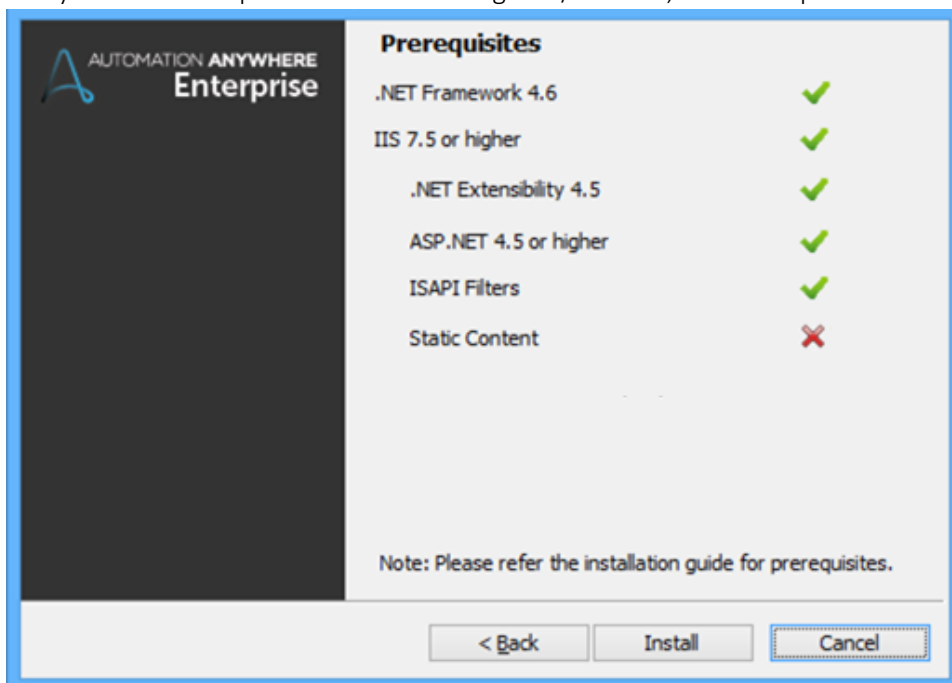 AUTOMATION ANYWHERE
Enterprise
Prerequisites
.NET Framework 4.6
IIS 7.5 or higher
.NET Extensibility 4.5
ASP.NET 4.5 or higher
ISAPI Filters
Static Content
Note: Please refer the installation guide for prerequisites.
< Back
Install
Cancel